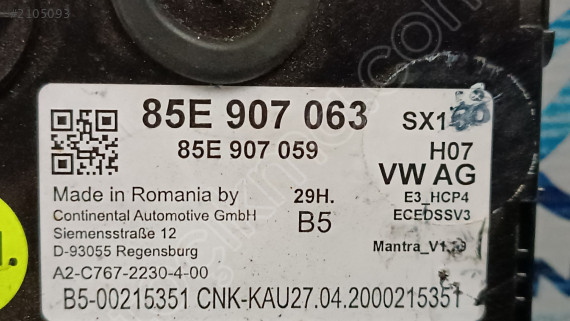 #2105093
85E 907 063 SX1
85E 907 059 H07
VW AG
Made in Romania by 29H. E3_HCP4
Continental Automotive GmbH B5 ECEDSSV3
Siemensstraße 12
D-93055 Regensburg
A2-C767-2230-4-00
B5-00215351 CNK-KAU27.04.2000215351